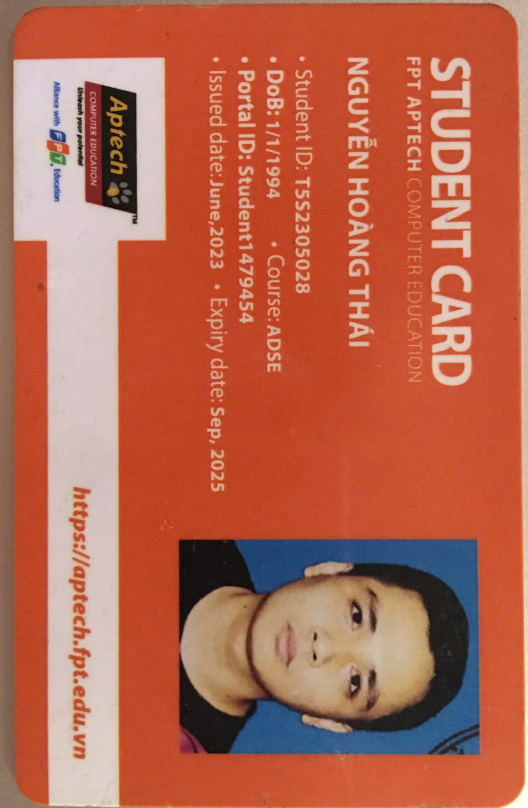 STUDENT CARD
FPT APTECH COMPUTER EDUCATION
NGUYỄN HOÀNG THÁI
• Student ID: T5S2305028
• DoB: 1/1/1994 • Course: ADSE
• Portal ID: Student1479454
• Issued date: June,2023 • Expiry date: Sep, 2025
Aptech TM
COMPUTER EDUCATION
Unleash your potential
Alliance with FPT Education
https://aptech.fpt.edu.vn